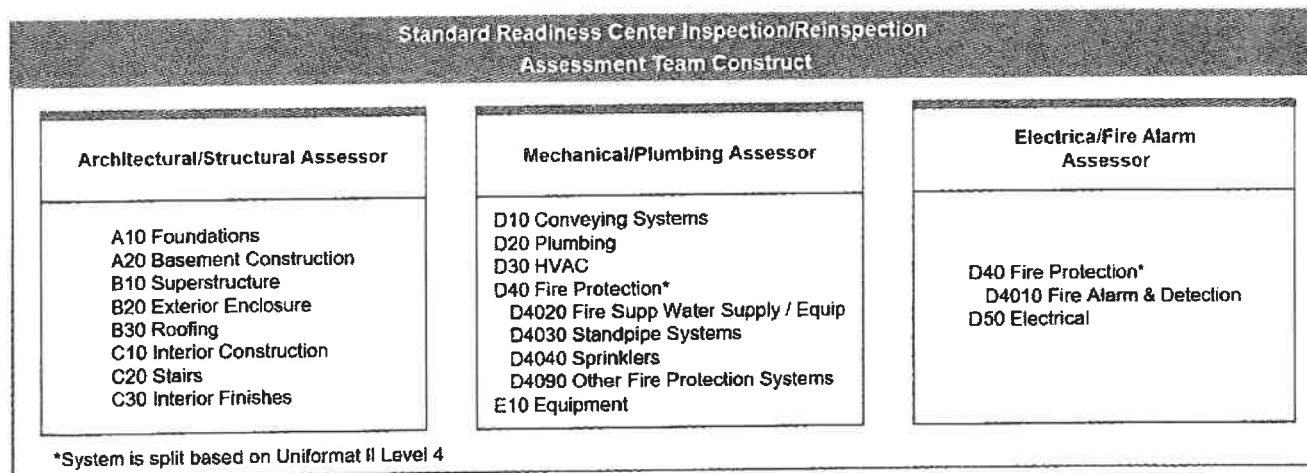 Standard Readiness Center Inspection/Reinspection
Assessment Team Construct
Architectural/Structural Assessor
A10 Foundations
A20 Basement Construction
B10 Superstructure
B20 Exterior Enclosure
B30 Roofing
C10 Interior Construction
C20 Stairs
C30 Interior Finishes
Mechanical/Plumbing Assessor
D10 Conveying Systems
D20 Plumbing
D30 HVAC
D40 Fire Protection*
D4020 Fire Supp Water Supply / Equip
D4030 Standpipe Systems
D4040 Sprinklers
D4090 Other Fire Protection Systems
E10 Equipment
Electrica/Fire Alarm
Assessor
D40 Fire Protection*
D4010 Fire Alarm & Detection
D50 Electrical
*System is split based on Uniformat II Level 4